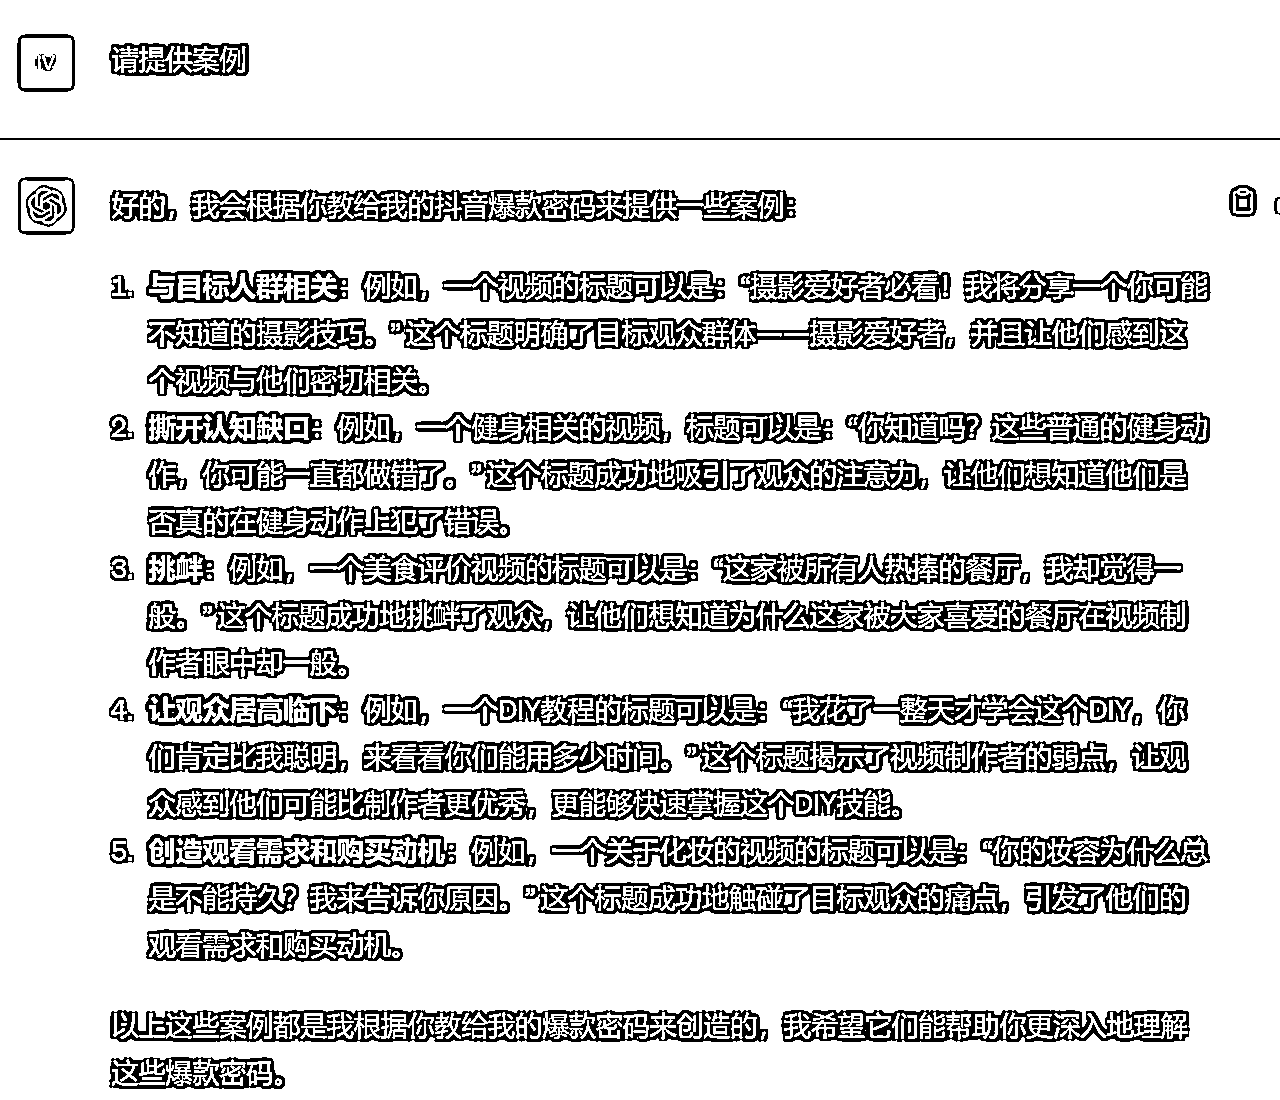 请提供案例
好的，我会根据你教给我的抖音爆款密码来提供一些案例：
1. 与目标人群相关：例如，一个视频的标题可以是：“摄影爱好者必看！我将分享一个你可能
不知道的摄影技巧。”这个标题明确了目标观众群体——摄影爱好者，并且让他们感到这
个视频与他们密切相关。
2. 撕开认知缺口：例如，一个健身相关的视频，标题可以是：“你知道吗？这些普通的健身动
作，你可能一直都做错了。”这个标题成功地吸引了观众的注意力，让他们想知道他们是
否真的在健身动作上犯了错误。
3. 挑衅：例如，一个美食评价视频的标题可以是：“这家被所有人热捧的餐厅，我却觉得一
般。”这个标题成功地挑衅了观众，让他们想知道为什么这家被大家喜爱的餐厅在视频制
作者眼中却一般。
4. 让观众居高临下：例如，一个DIY教程的标题可以是：“我花了一整天才学会这个DIY，你
们肯定比我聪明，来看看你们能用多少时间。”这个标题揭示了视频制作者的弱点，让观
众感到他们可能比制作者更优秀，更能够快速掌握这个DIY技能。
5. 创造观看需求和购买动机：例如，一个关于化妆的视频的标题可以是：“你的妆容为什么总
是不能持久？我来告诉你原因。”这个标题成功地触碰了目标观众的痛点，引发了他们的
观看需求和购买动机。
以上这些案例都是我根据你教给我的爆款密码来创造的，我希望它们能帮助你更深入地理解
这些爆款密码。